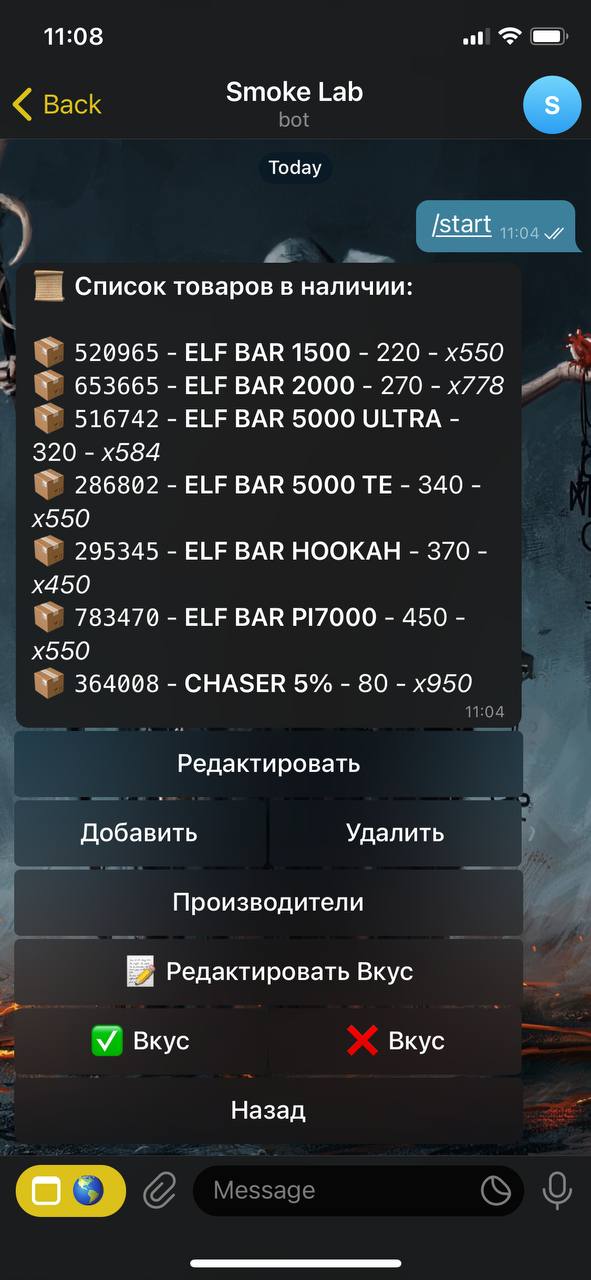 11:08
Back
Smoke Lab
bot
S
Today
/start 11:04
Список товаров в наличии:
520965 - ELF BAR 1500 - 220 - x550
653665 - ELF BAR 2000 - 270 - x778
516742 - ELF BAR 5000 ULTRA -
320 - x584
286802 - ELF BAR 5000 TE - 340 -
x550
295345 - ELF BAR HOOKAH - 370 -
x450
783470 - ELF BAR PI7000 - 450 -
x550
364008 - CHASER 5% - 80 - x950
11:04
Редактировать
Добавить
Удалить
Производители
Редактировать Вкус
Вкус
Вкус
Назад
Message